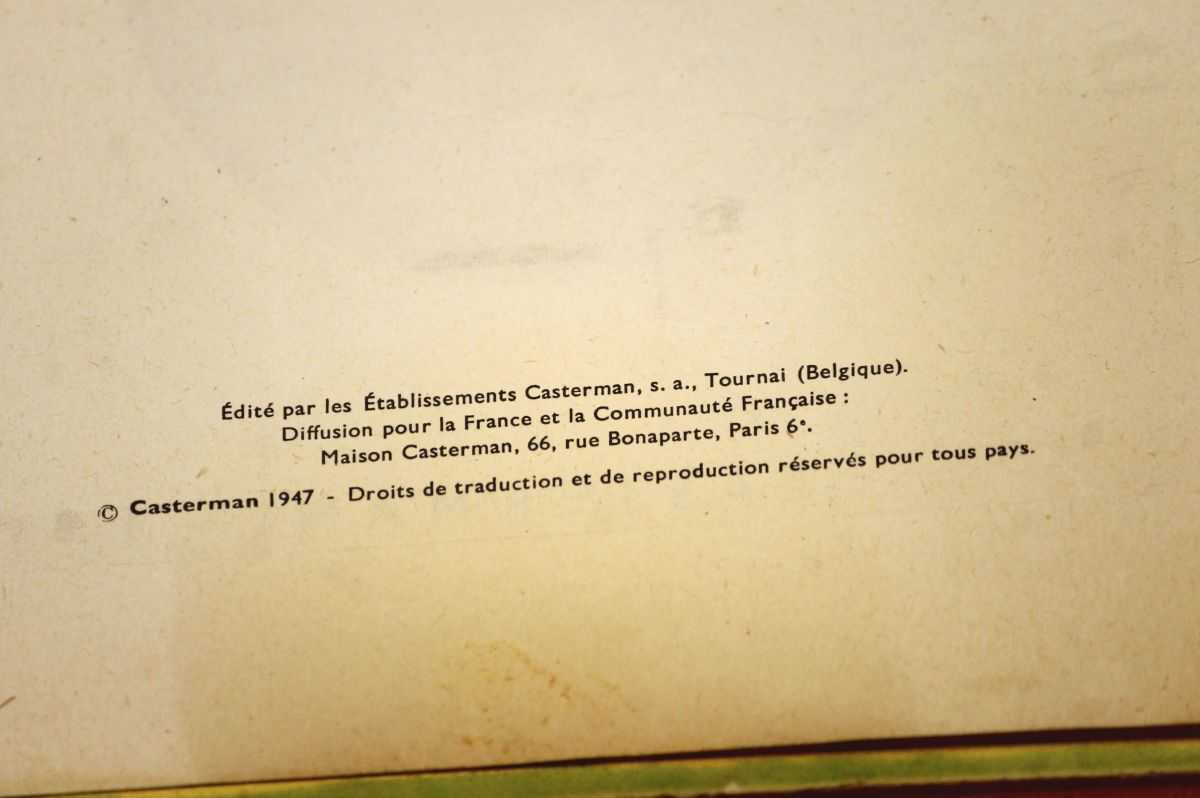 Édité par les Établissements Casterman, s. a., Tournai (Belgique).
Diffusion pour la France et la Communauté Française :
Maison Casterman, 66, rue Bonaparte, Paris 6e.
© Casterman 1947 - Droits de traduction et de reproduction réservés pour tous pays.